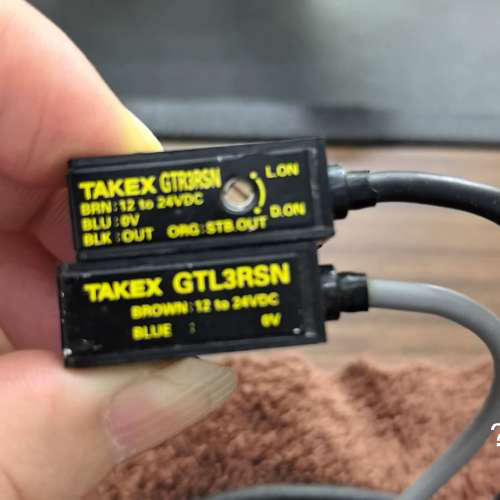 TAKEX GTR3RSN
L.ON
BRN:12 to 24VDC
BLU:0V
D.ON
BLK:OUT ORG:STB.OUT
TAKEX GTL3RSN
BROWN:12 to 24VDC
BLUE : 0V
?